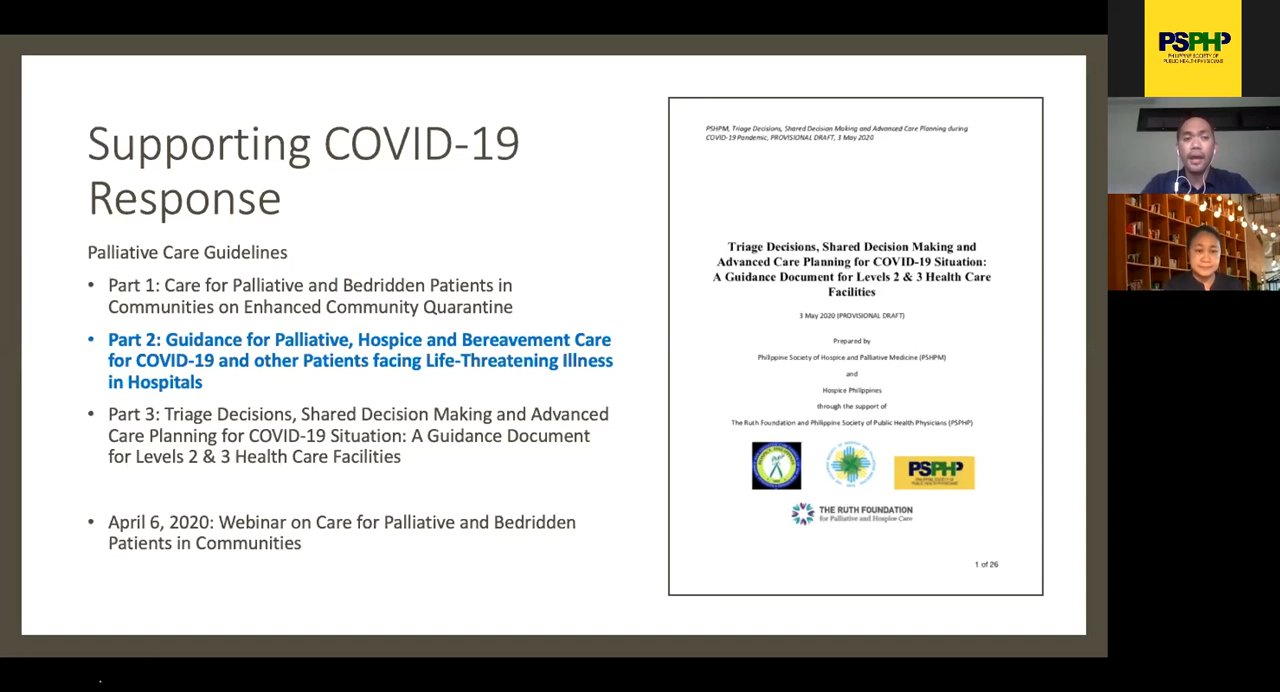 PSPHP
PHILIPPINE SOCIETY OF
PUBLIC HEALTH PHYSICIANS
Supporting COVID-19
Response
Palliative Care Guidelines
• Part 1: Care for Palliative and Bedridden Patients in
Communities on Enhanced Community Quarantine
• Part 2: Guidance for Palliative, Hospice and Bereavement Care
for COVID-19 and other Patients facing Life-Threatening Illness
in Hospitals
• Part 3: Triage Decisions, Shared Decision Making and Advanced
Care Planning for COVID-19 Situation: A Guidance Document
for Levels 2 & 3 Health Care Facilities
• April 6, 2020: Webinar on Care for Palliative and Bedridden
Patients in Communities
PSHPM, Triage Decisions, Shared Decision Making and Advanced Care Planning during
COVID-19 Pandemic, PROVISIONAL DRAFT, 3 May 2020
Triage Decisions, Shared Decision Making and
Advanced Care Planning for COVID-19 Situation:
A Guidance Document for Levels 2 & 3 Health Care
Facilities
3 May 2020 (PROVISIONAL DRAFT)
Prepared by
Philippine Society of Hospice and Palliative Medicine (PSHPM)
and
Hospice Philippines
through the support of
The Ruth Foundation and Philippine Society of Public Health Physicians (PSPHP)
PSPHP
THE RUTH FOUNDATION
for Palliative and Hospice Care
1 of 26